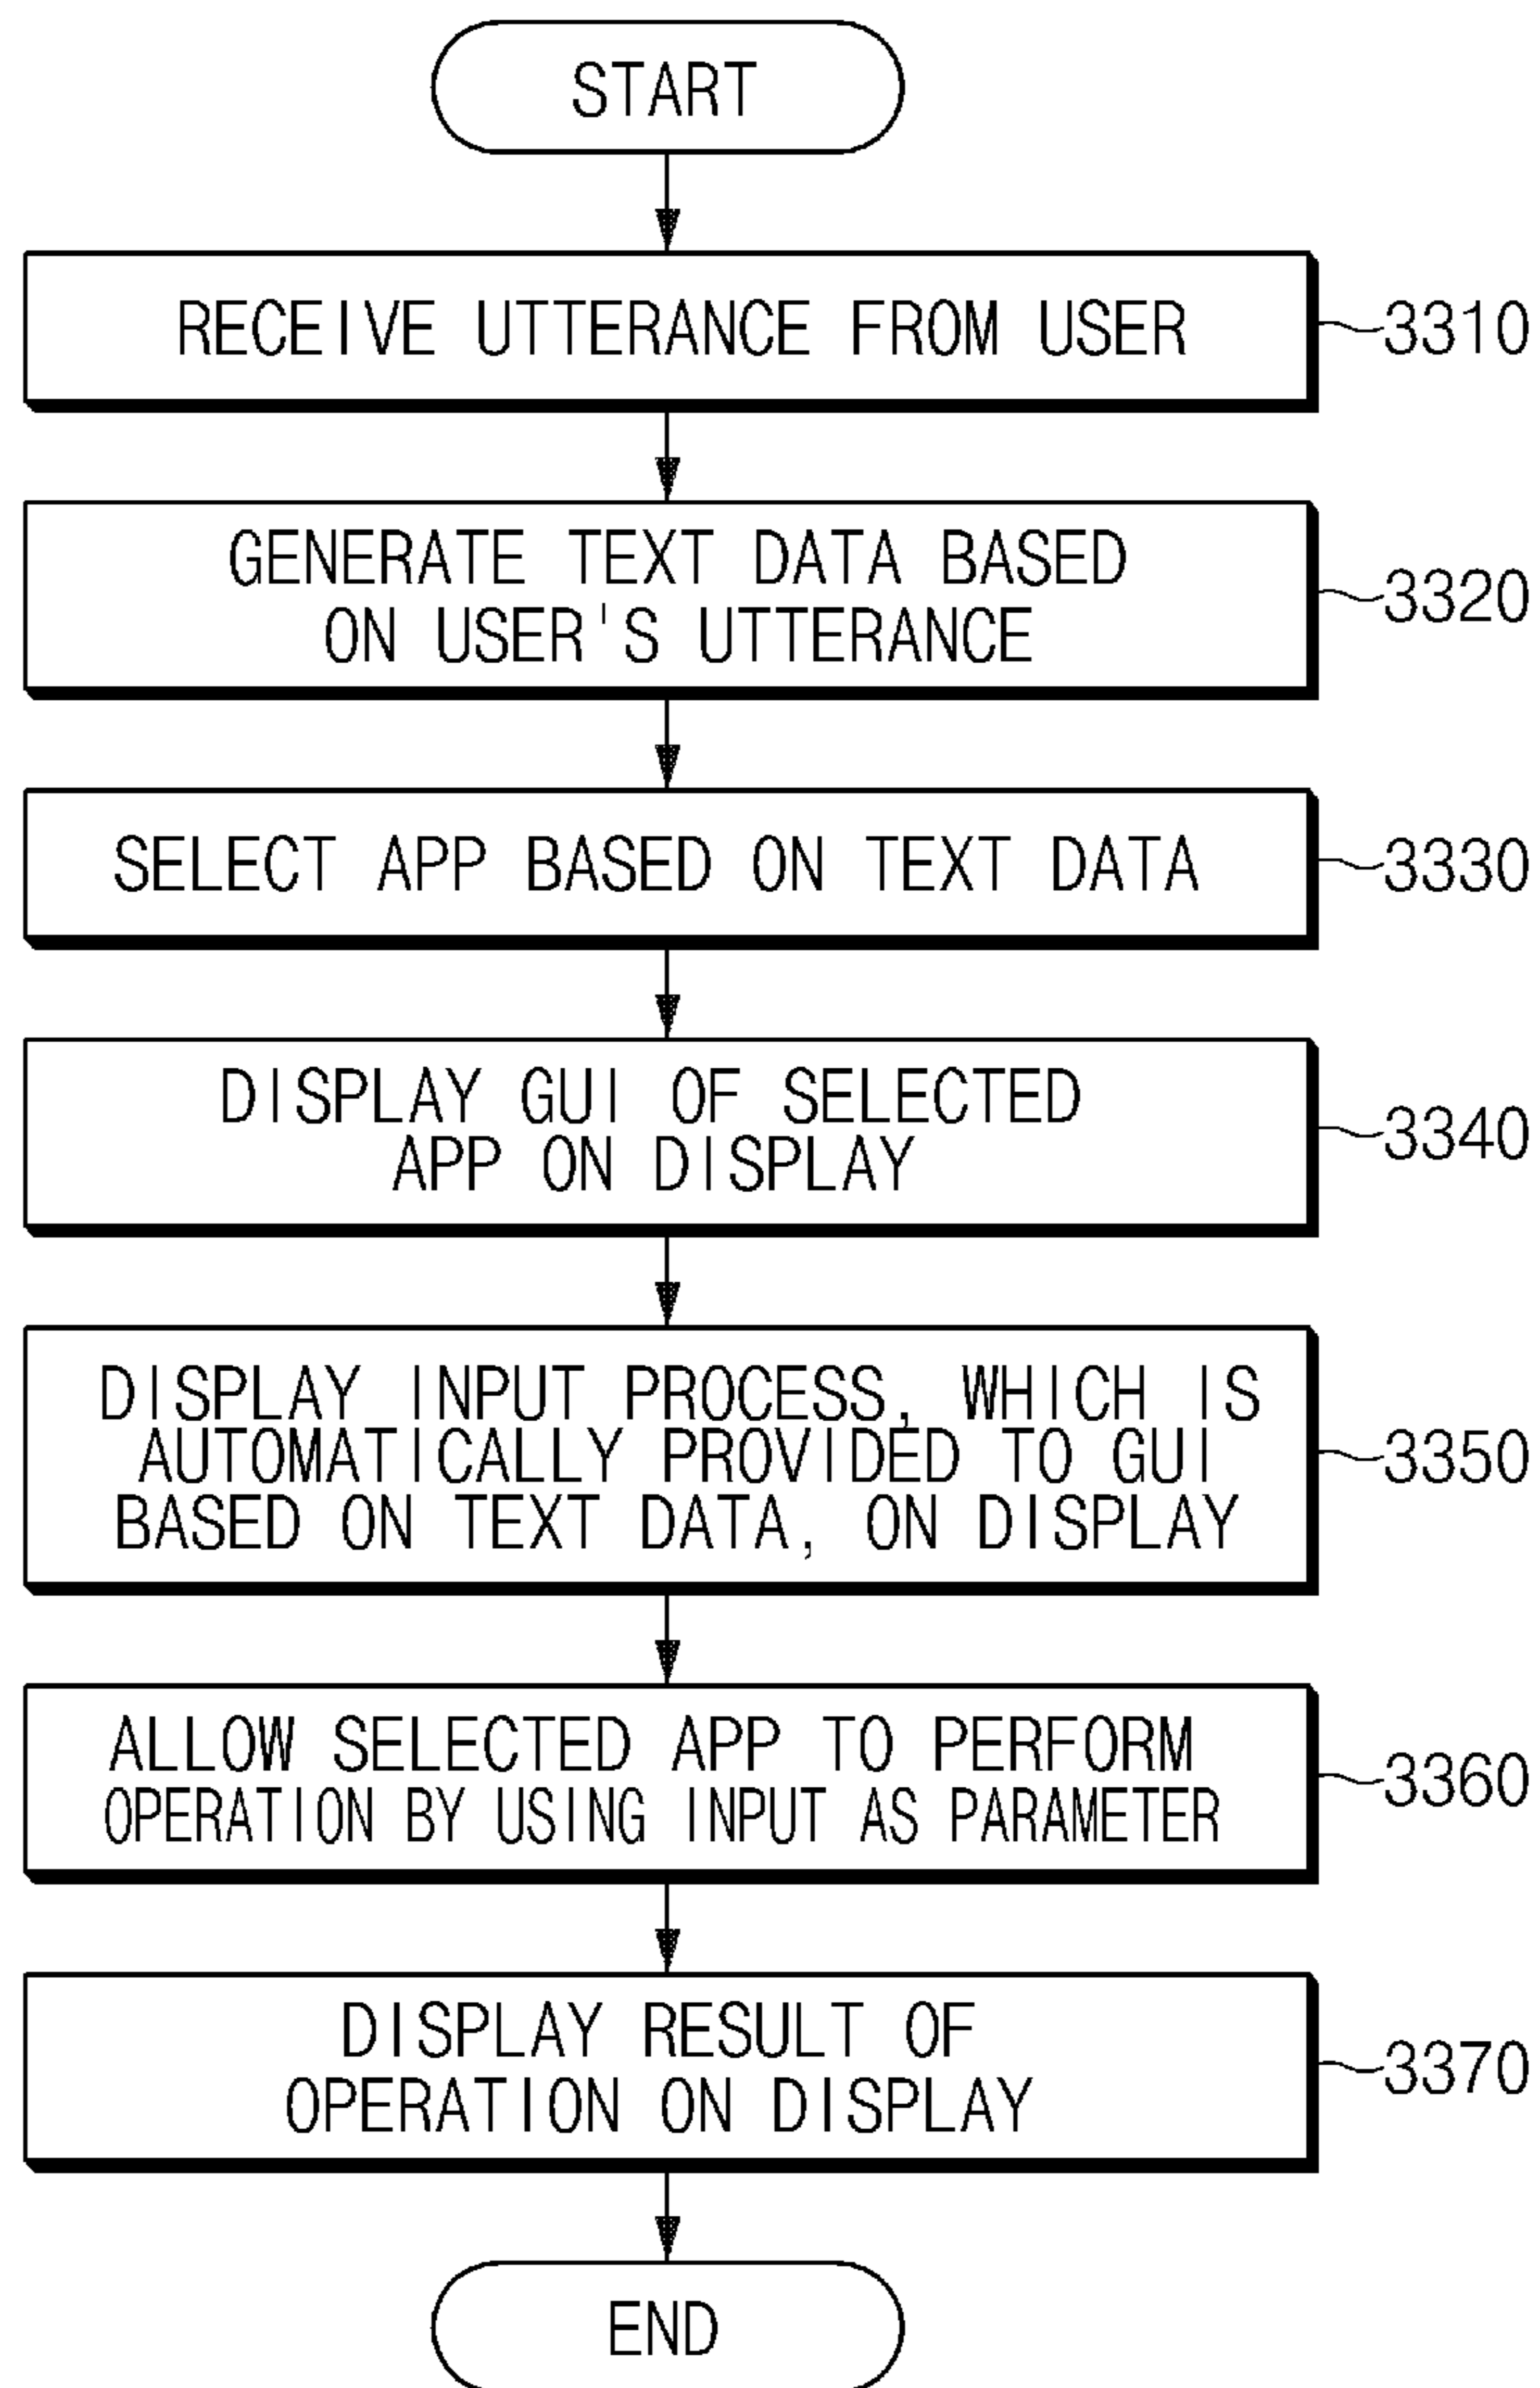 START
RECEIVE UTTERANCE FROM USER
3310
GENERATE TEXT DATA BASED
ON USER'S UTTERANCE
3320
SELECT APP BASED ON TEXT DATA
3330
DISPLAY GUI OF SELECTED
APP ON DISPLAY
3340
DISPLAY INPUT PROCESS, WHICH IS
AUTOMATICALLY PROVIDED TO GUI
BASED ON TEXT DATA, ON DISPLAY
3350
ALLOW SELECTED APP TO PERFORM
OPERATION BY USING INPUT AS PARAMETER
3360
DISPLAY RESULT OF
OPERATION ON DISPLAY
3370
END